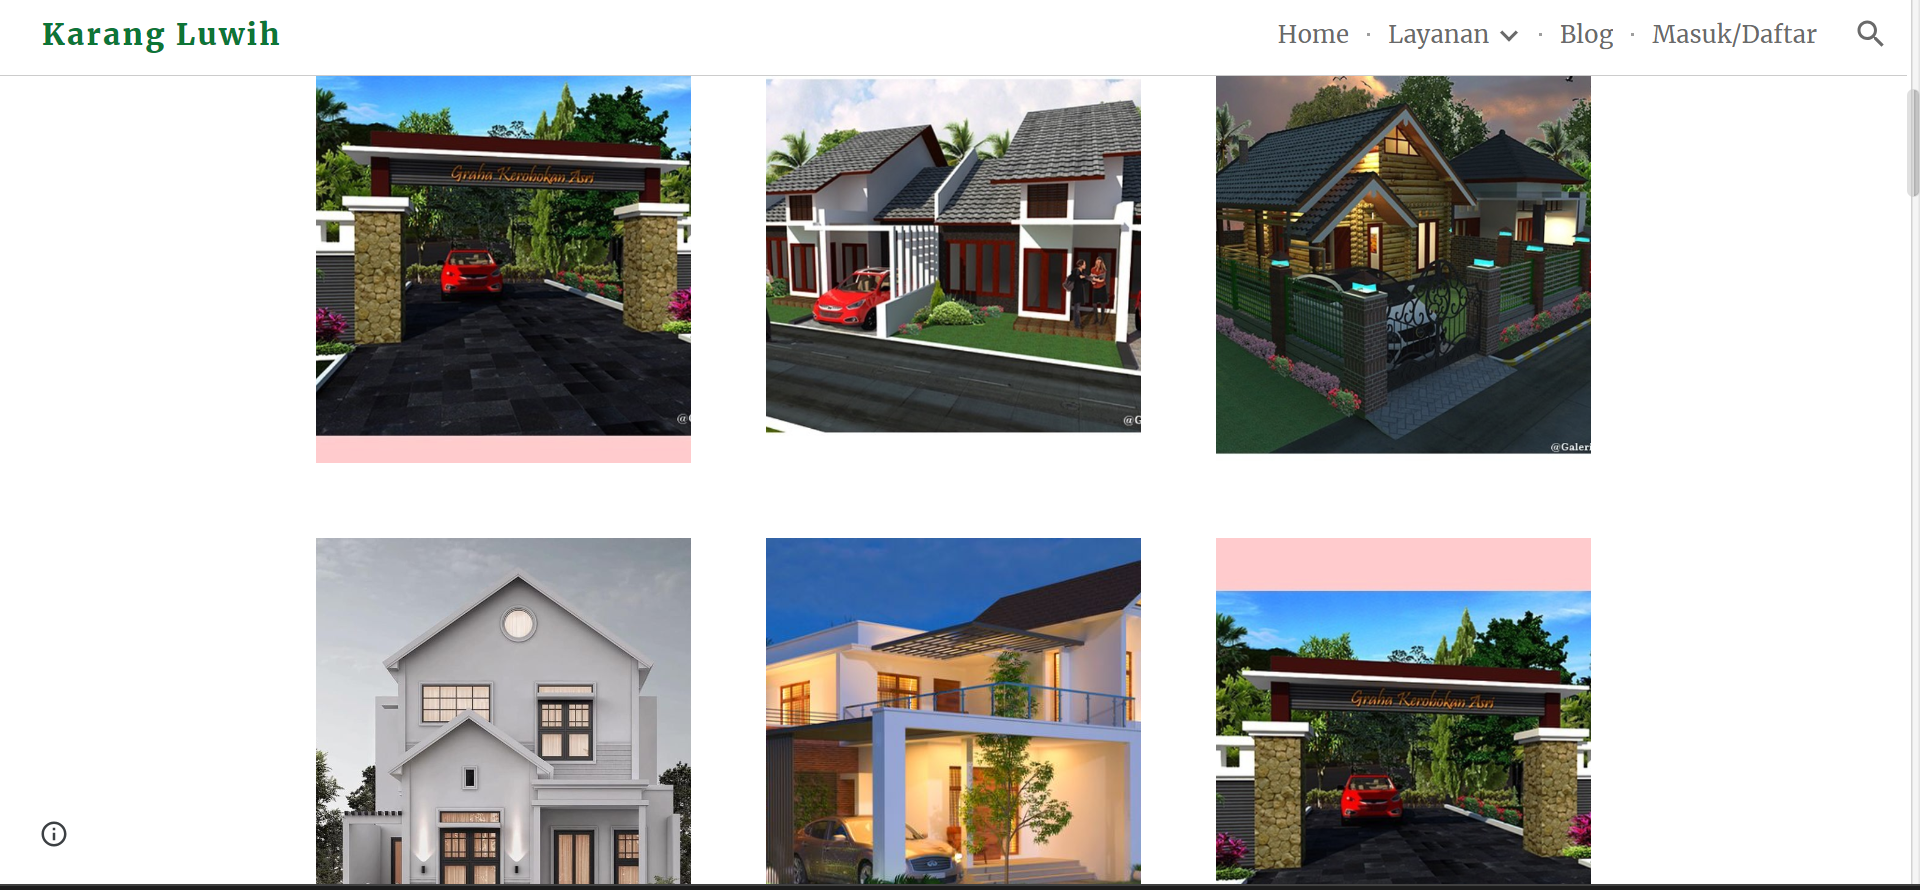 Karang Luwih
Home · Layanan · Blog · Masuk/Daftar
Graha Kerobokan Asri
@G
@G
@Galeri
Graha Kerobokan Asri